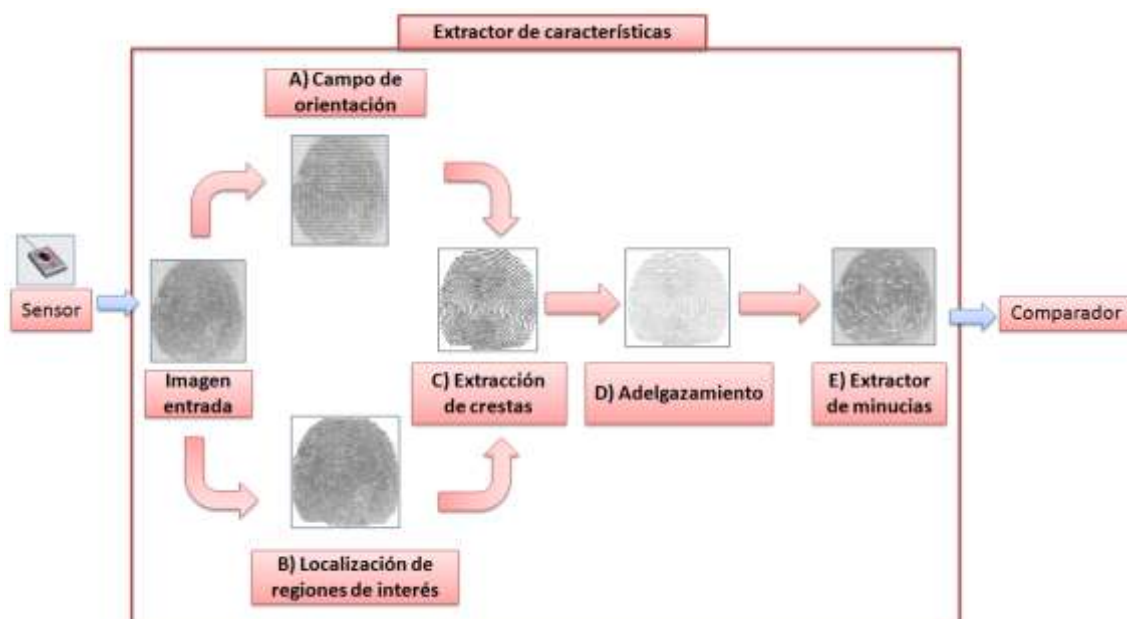 Extractor de características
A) Campo de
orientación
Sensor
Imagen
entrada
C) Extracción
de crestas
D) Adelgazamiento
E) Extractor
de minucias
Comparador
B) Localización de
regiones de interés